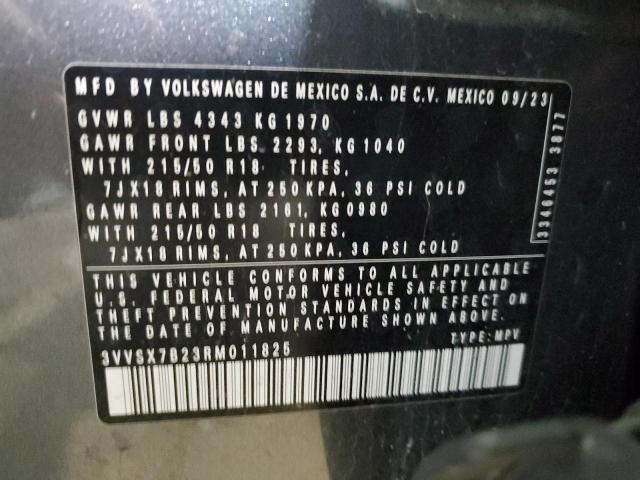 MFD BY VOLKSWAGEN DE MEXICO S.A. DE C.V. MEXICO 09/23
GVWR LBS 4343 KG 1970
GAWR FRONT LBS. 2293, KG 1040
WITH 215/50 R18 TIRES,
7JX18 RIMS, AT 250 KPA, 36 PSI COLD
GAWR REAR LBS 2161, KG 0980
WITH 215/50 R18 TIRES,
7JX18 RIMS, AT 250 KPA, 36 PSI COLD
THIS VEHICLE CONFORMS TO ALL APPLICABLE
U.S. FEDERAL MOTOR VEHICLE SAFETY AND
THEFT PREVENTION STANDARDS IN EFFECT ON
THE DATE OF MANUFACTURE SHOWN ABOVE.
3VVSX7B23RM011825 TYPE: MPV
3346453 3877